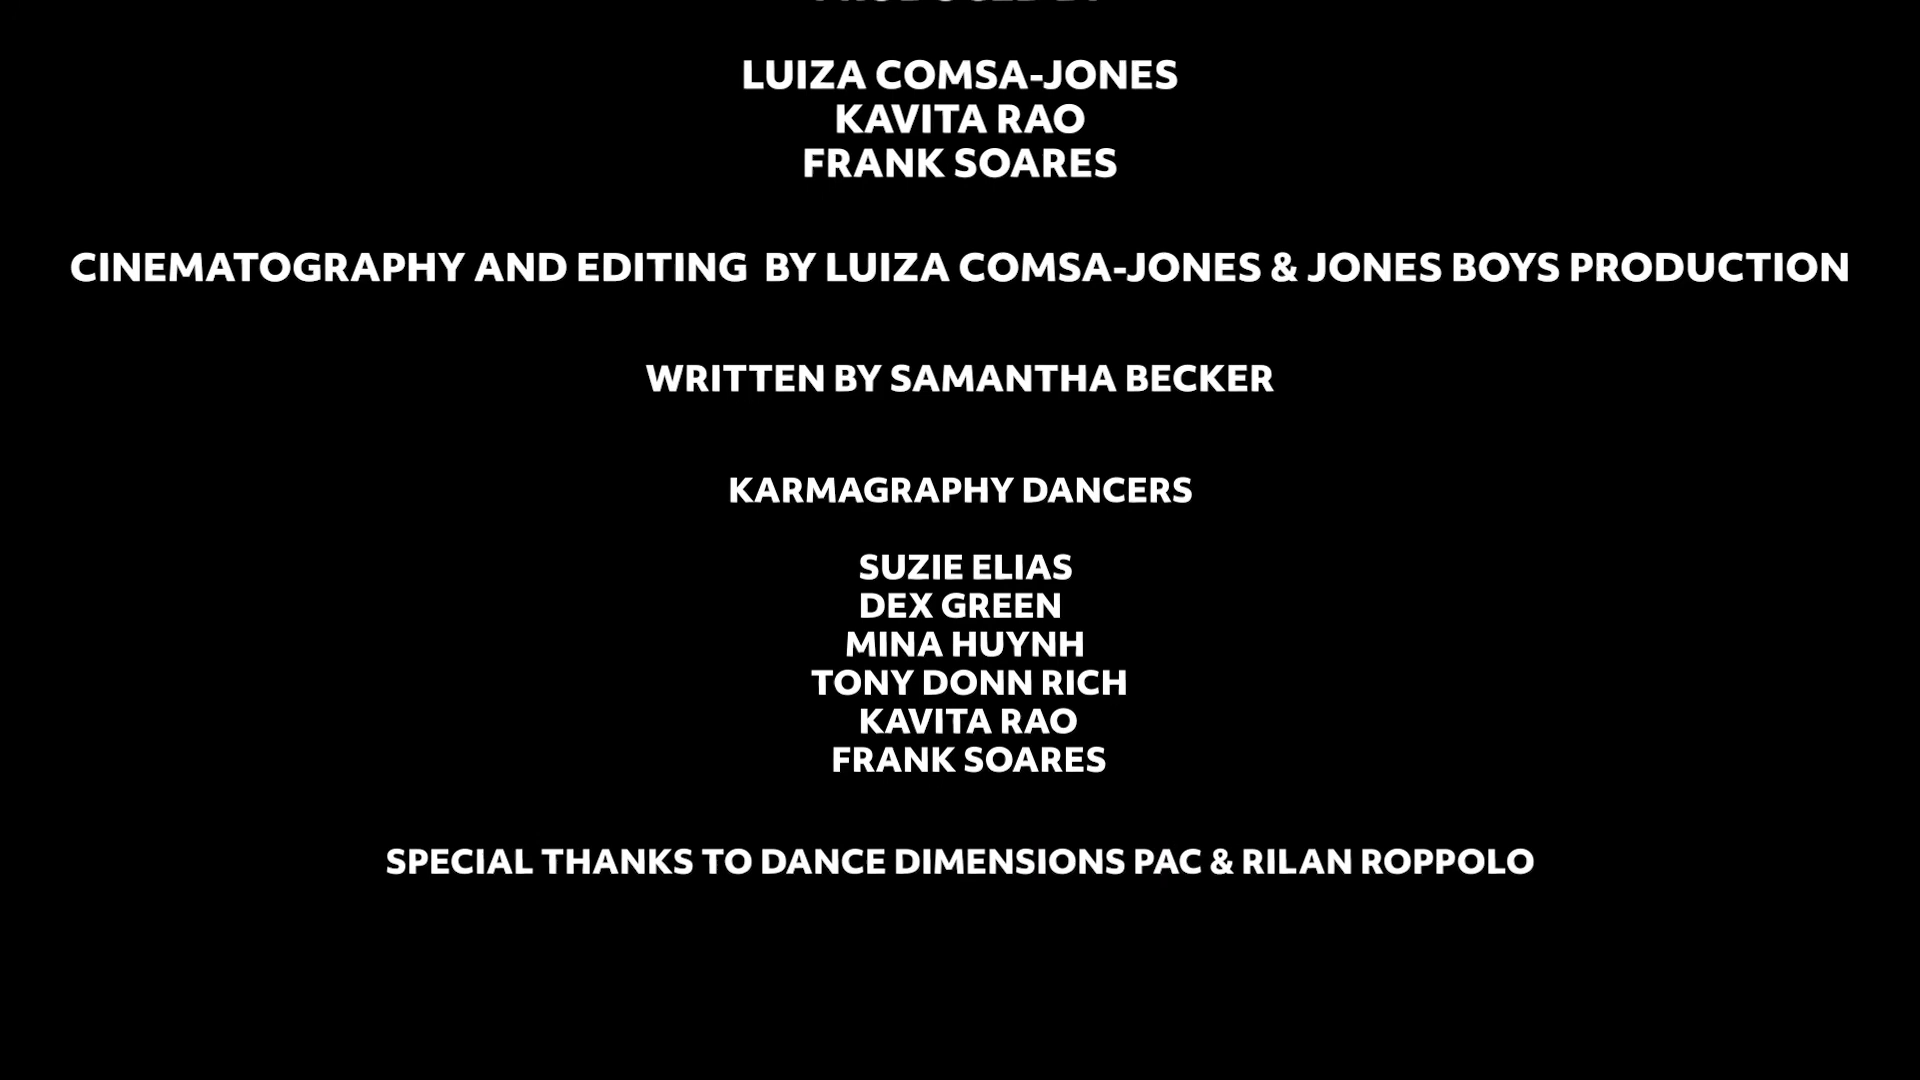 PRODUCED BY
LUIZA COMSA-JONES
KAVITA RAO
FRANK SOARES
CINEMATOGRAPHY AND EDITING  BY LUIZA COMSA-JONES & JONES BOYS PRODUCTION
WRITTEN BY SAMANTHA BECKER
KARMAGRAPHY DANCERS
SUZIE ELIAS
DEX GREEN
MINA HUYNH
TONY DONN RICH
KAVITA RAO
FRANK SOARES
SPECIAL THANKS TO DANCE DIMENSIONS PAC & RILAN ROPPOLO